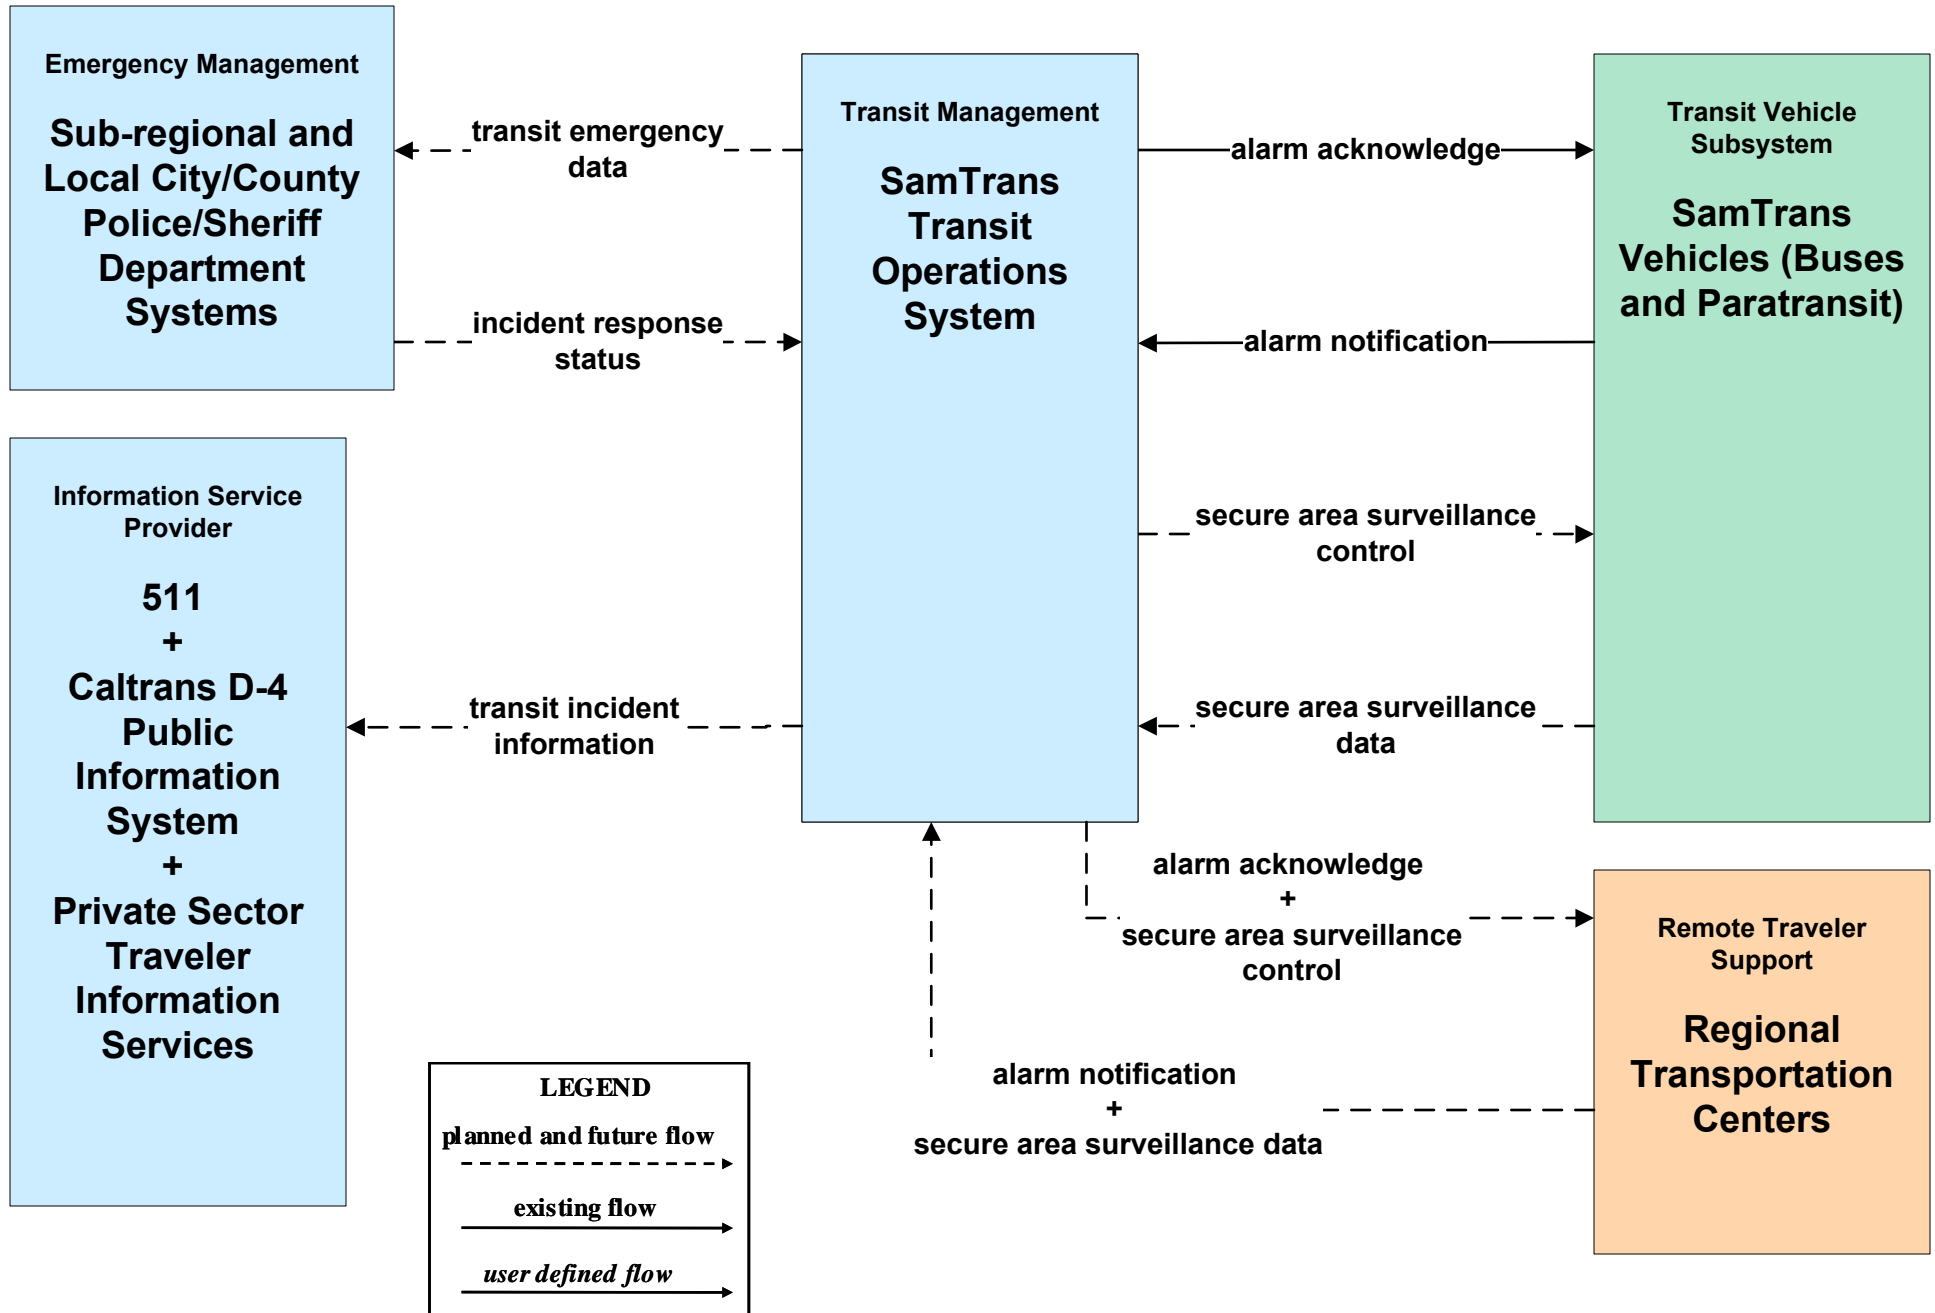 Emergency Management
Sub-regional and
Local City/County
Police/Sheriff
Department
Systems
transit emergency
data
incident response
status
Transit Management
SamTrans
Transit
Operations
System
alarm acknowledge
alarm notification
secure area surveillance
control
secure area surveillance
data
Transit Vehicle
Subsystem
SamTrans
Vehicles (Buses
and Paratransit)
Information Service
Provider
511
+
Caltrans D-4
Public
Information
System
+
Private Sector
Traveler
Information
Services
transit incident
information
alarm acknowledge
+
secure area surveillance
control
alarm notification
+
secure area surveillance data
Remote Traveler
Support
Regional
Transportation
Centers
LEGEND
planned and future flow
existing flow
user defined flow